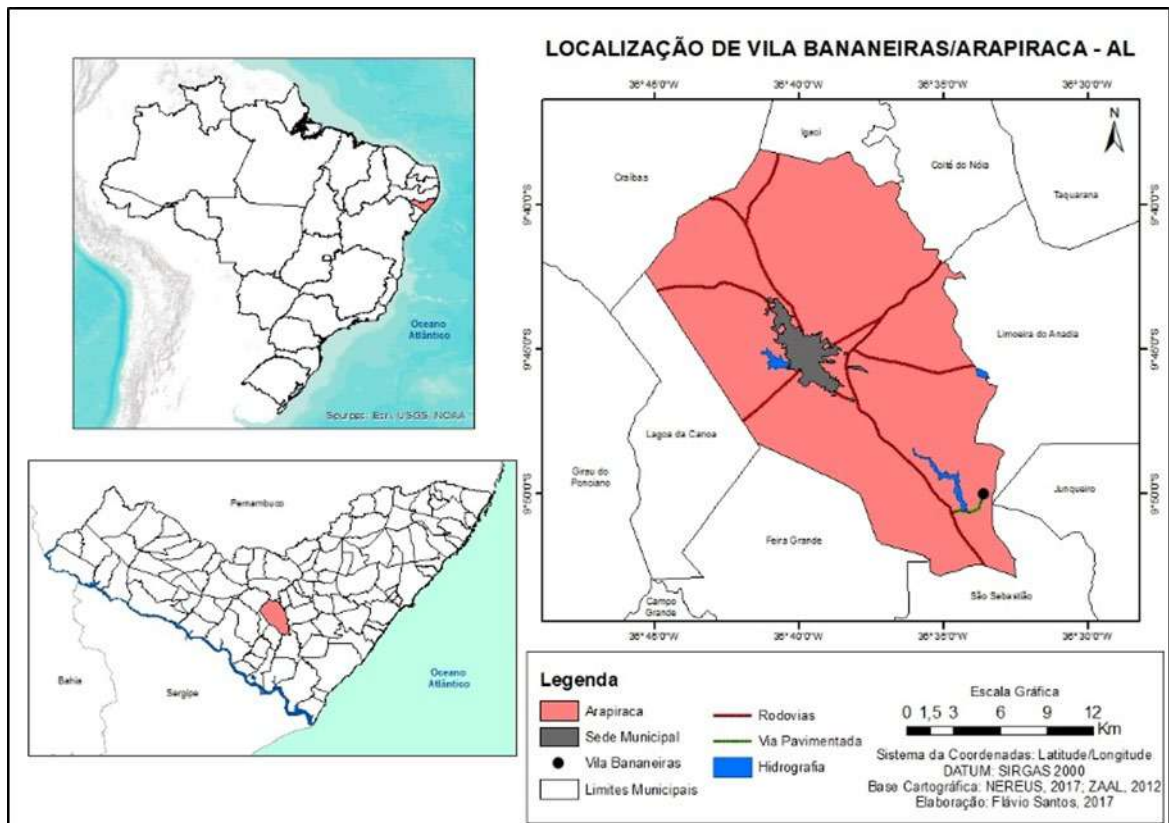 LOCALIZAÇÃO DE VILA BANANEIRAS/ARAPIRACA - AL
Oceano
Atlântico
Sources: Esri, USGS, NOAA
Pernambuco
Bahia
Sergipe
Oceano
Atlântico
36°45'0"W
36°40'0"W
36°35'0"W
36°30'0"W
N
Igaci
Craíbas
Coité do Nóia
Taquarana
9°40'0"S
9°40'0"S
Limoeira do Anadia
9°45'0"S
9°45'0"S
Lagoa da Canoa
Girau do
Ponciano
Junqueiro
9°50'0"S
9°50'0"S
Feira Grande
Campo
Grande
São Sebastião
36°45'0"W
36°40'0"W
36°35'0"W
36°30'0"W
Legenda
Arapiraca
Sede Municipal
Vila Bananeiras
Limites Municipais
Rodovias
Via Pavimentada
Hidrografia
Escala Gráfica
0 1,5 3 6 9 12
Km
Sistema da Coordenadas: Latitude/Longitude
DATUM: SIRGAS 2000
Base Cartográfica: NEREUS, 2017; ZAAL, 2012
Elaboração: Flávio Santos, 2017